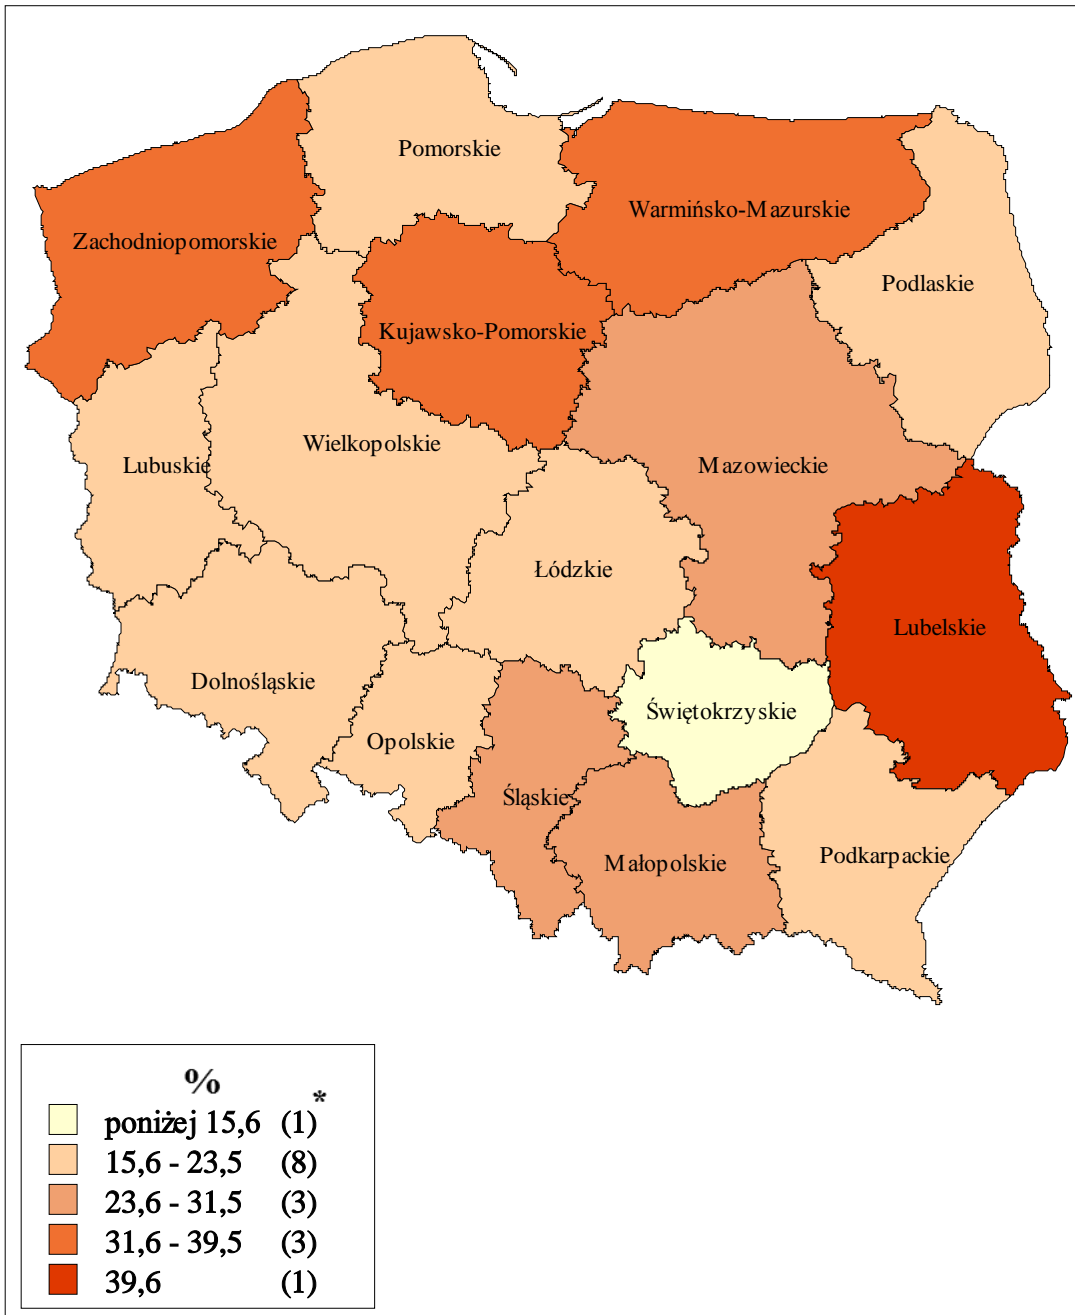 Pomorskie
Warmińsko-Mazurskie
Zachodniopomorskie
Podlaskie
Kujawsko-Pomorskie
Wielkopolskie
Lubuskie
Mazowieckie
Łódzkie
Lubelskie
Dolnośląskie
Świętokrzyskie
Opolskie
Śląskie
Podkarpackie
Małopolskie
%
*
poniżej 15,6 (1)
15,6 - 23,5 (8)
23,6 - 31,5 (3)
31,6 - 39,5 (3)
39,6 (1)